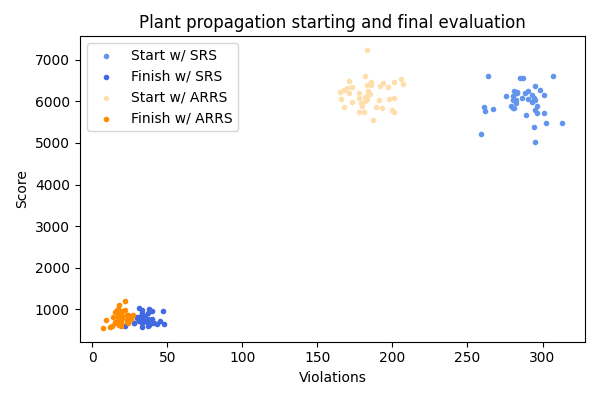 Plant propagation starting and final evaluation
Start w/ SRS
Finish w/ SRS
Start w/ ARRS
Finish w/ ARRS
Score
7000
6000
5000
4000
3000
2000
1000
0 50 100 150 200 250 300
Violations